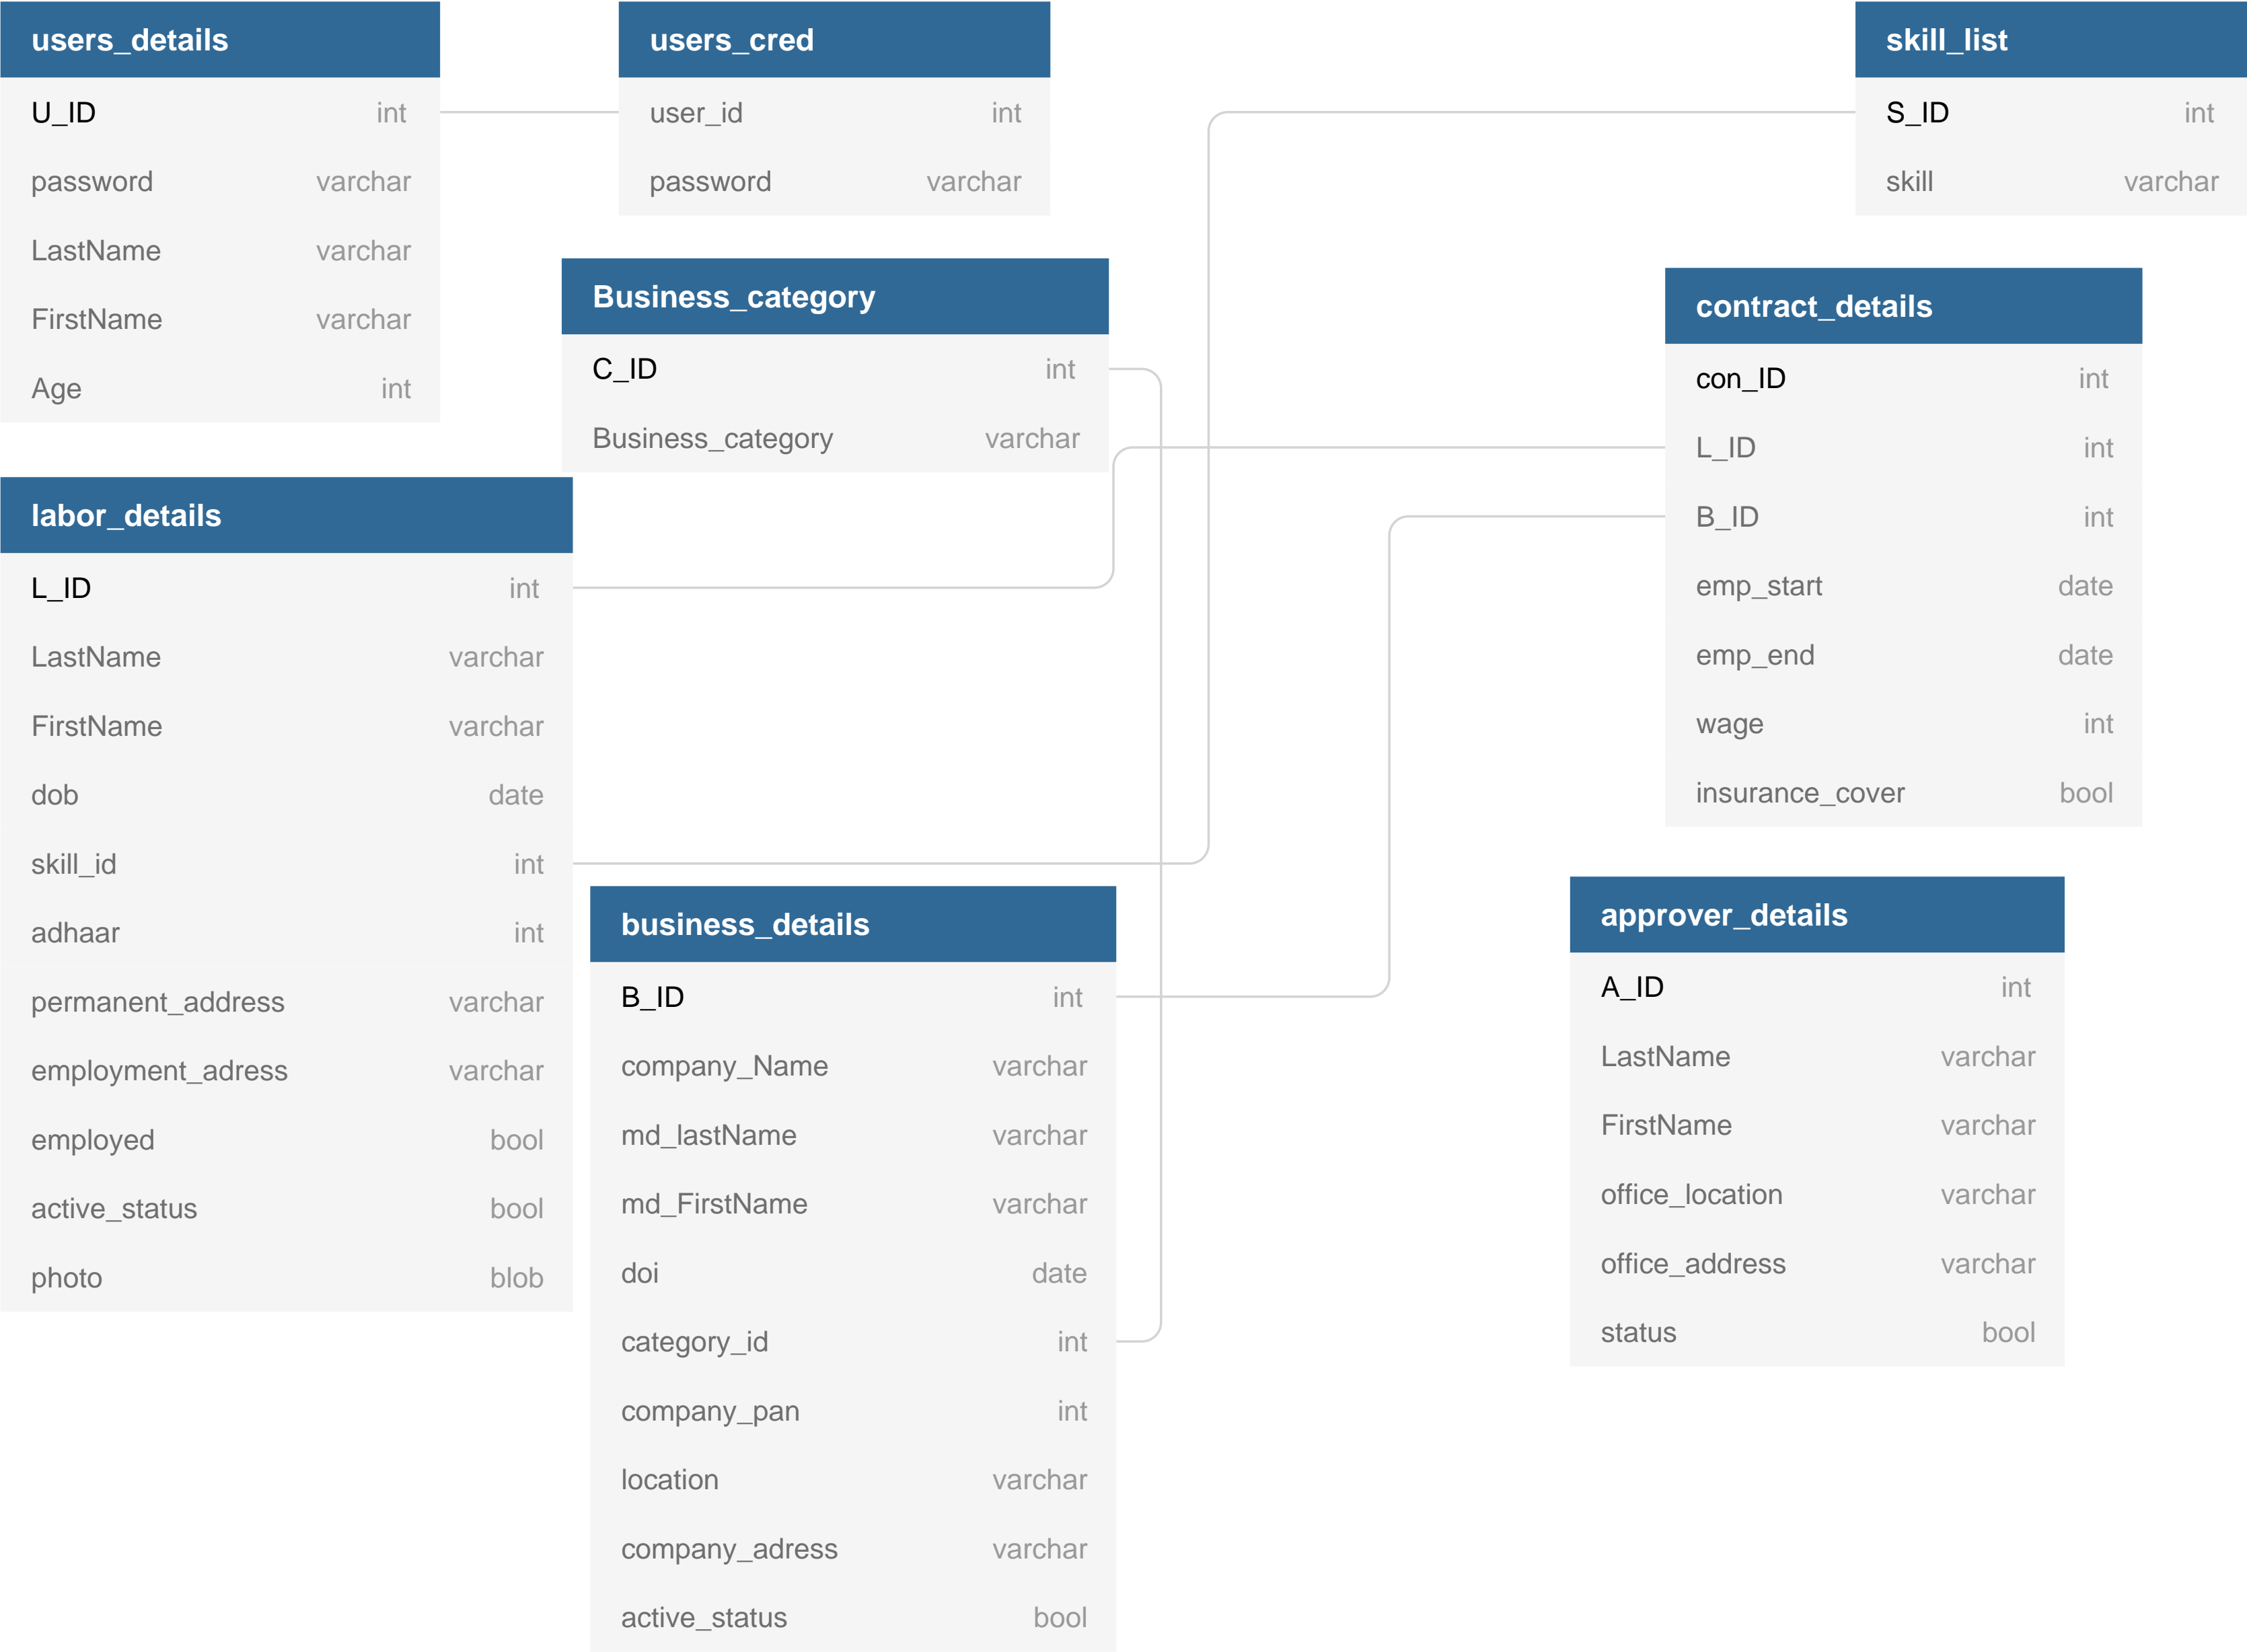 users_details
U_ID int
password varchar
LastName varchar
FirstName varchar
Age int
users_cred
user_id int
password varchar
skill_list
S_ID int
skill varchar
Business_category
C_ID int
Business_category varchar
contract_details
con_ID int
L_ID int
B_ID int
emp_start date
emp_end date
wage int
insurance_cover bool
labor_details
L_ID int
LastName varchar
FirstName varchar
dob date
skill_id int
adhaar int
permanent_address varchar
employment_adress varchar
employed bool
active_status bool
photo blob
business_details
B_ID int
company_Name varchar
md_lastName varchar
md_FirstName varchar
doi date
category_id int
company_pan int
location varchar
company_adress varchar
active_status bool
approver_details
A_ID int
LastName varchar
FirstName varchar
office_location varchar
office_address varchar
status bool